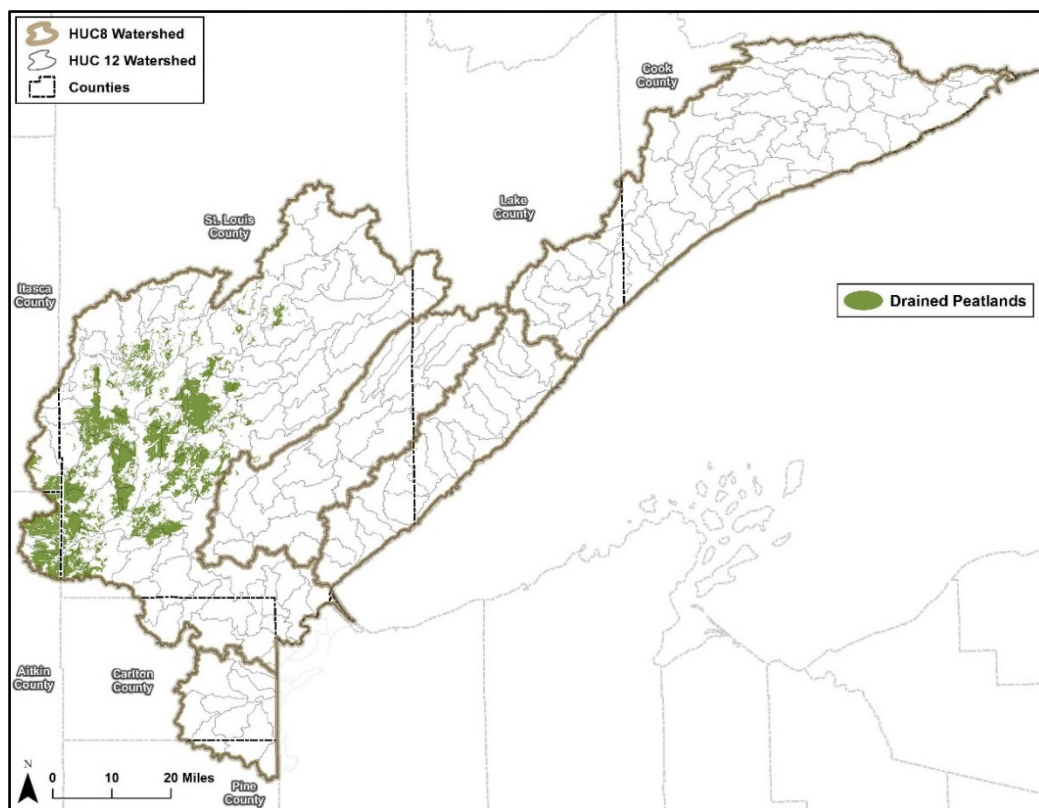 HUC8 Watershed
HUC 12 Watershed
Counties
Cook
County
Lake
County
St. Louis
County
Itasca
County
Drained Peatlands
Aitkin
County
Carlton
County
Pine
County
N
0 10 20 Miles